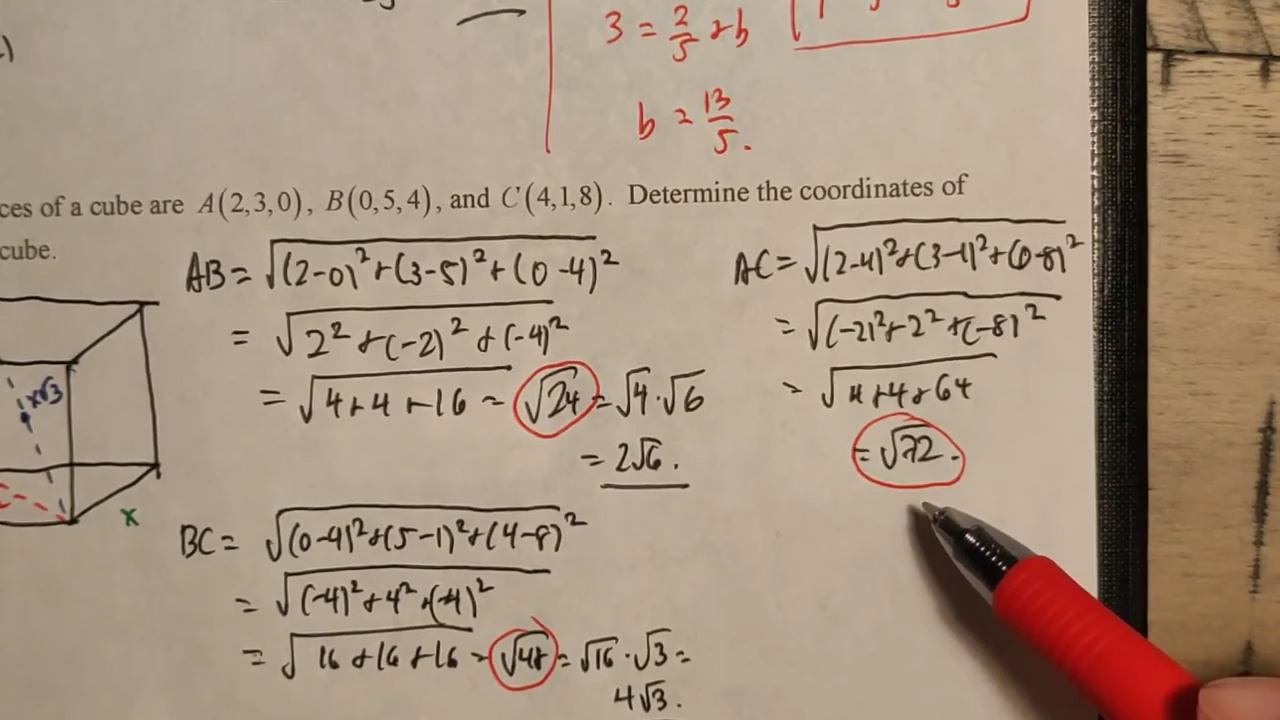 3 = 2/5 + b
b = 13/5.
ces of a cube are A(2,3,0), B(0,5,4), and C(4,1,8). Determine the coordinates of
cube.
AB = √(2-0)²+(3-5)²+(0-4)²
= √2²+(-2)²+(-4)²
= √4+4+16 = √24 = √4·√6
= 2√6.
AC = √(2-4)²+(3-1)²+(0-8)²
= √(-2)²+2²+(-8)²
= √4+4+64
= √72.
x√3
x
BC = √(0-4)²+(5-1)²+(4-8)²
= √(-4)²+4²+(-4)²
= √16+16+16 = √48 = √16·√3 =
4√3.